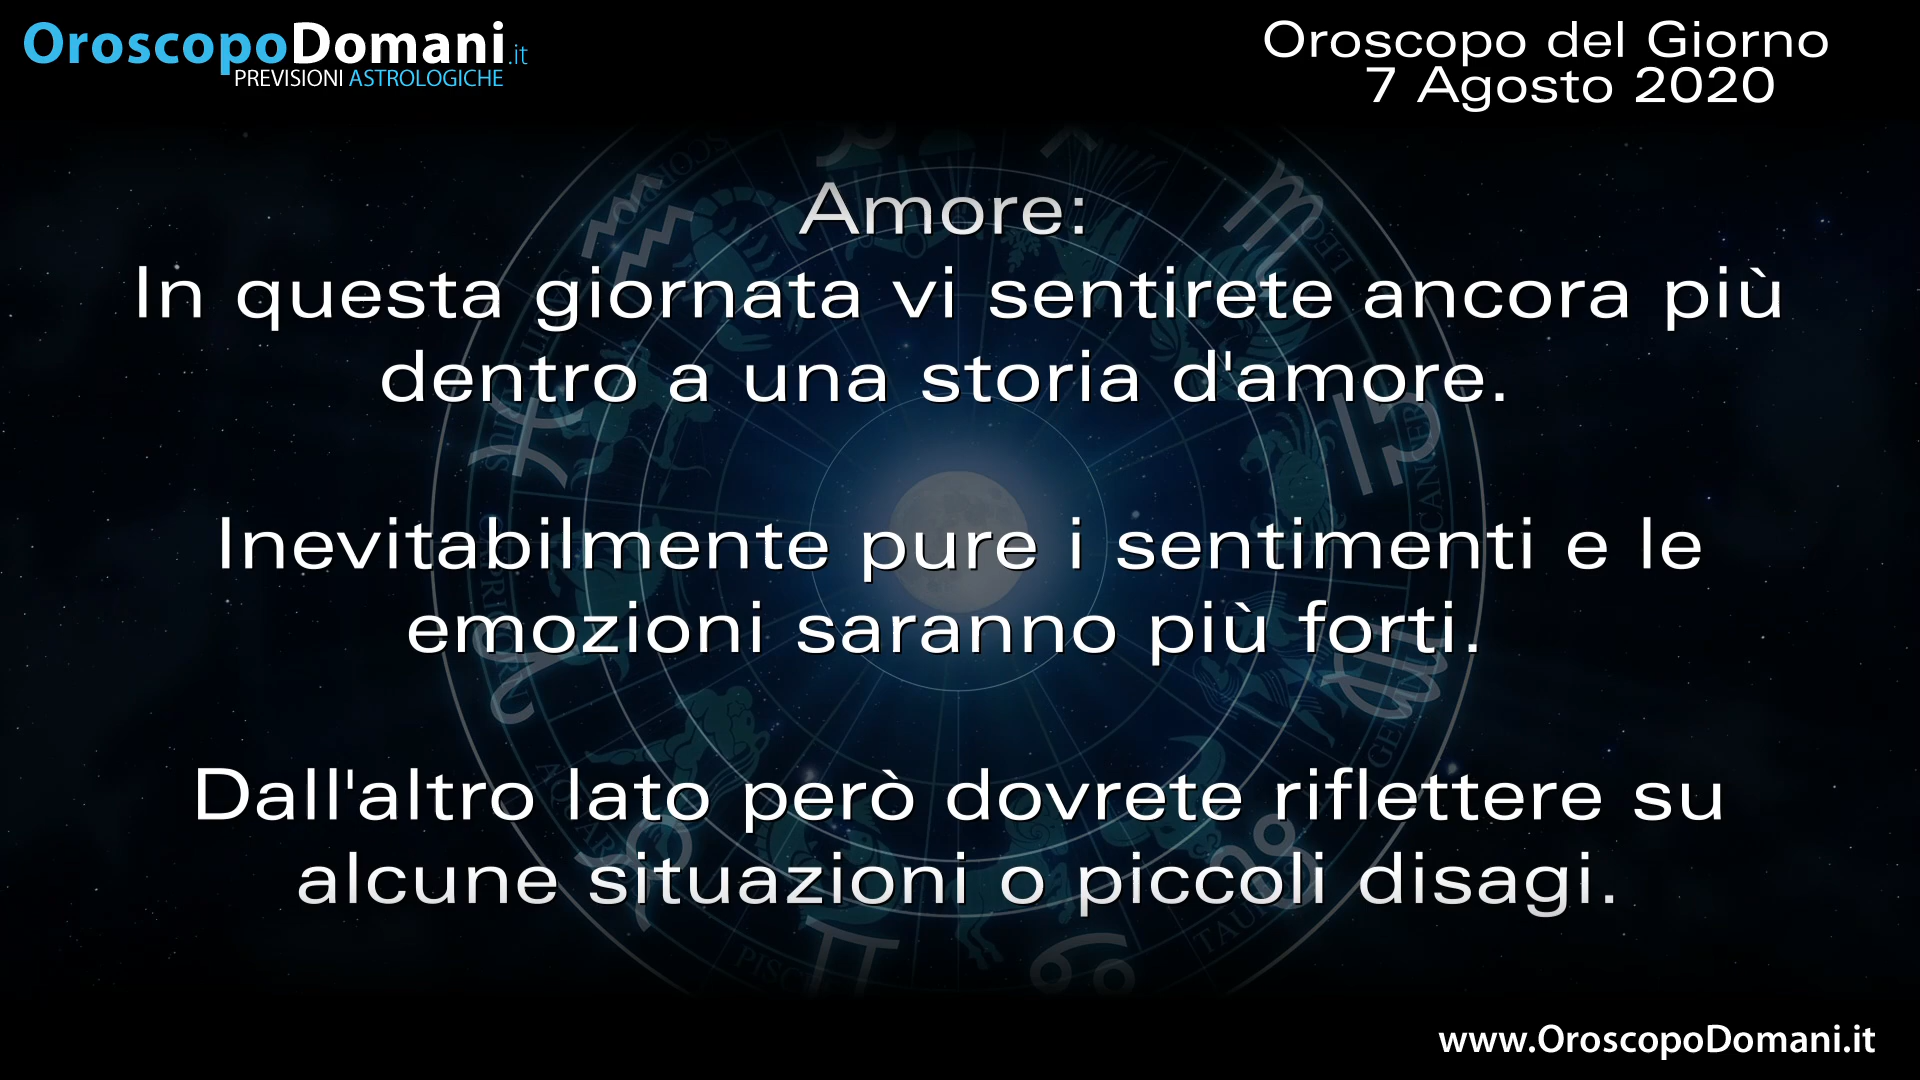 OroscopoDomani.it
PREVISIONI ASTROLOGICHE
Oroscopo del Giorno
7 Agosto 2020
Amore:
In questa giornata vi sentirete ancora più
dentro a una storia d'amore.
Inevitabilmente pure i sentimenti e le
emozioni saranno più forti.
Dall'altro lato però dovrete riflettere su
alcune situazioni o piccoli disagi.
www.OroscopoDomani.it